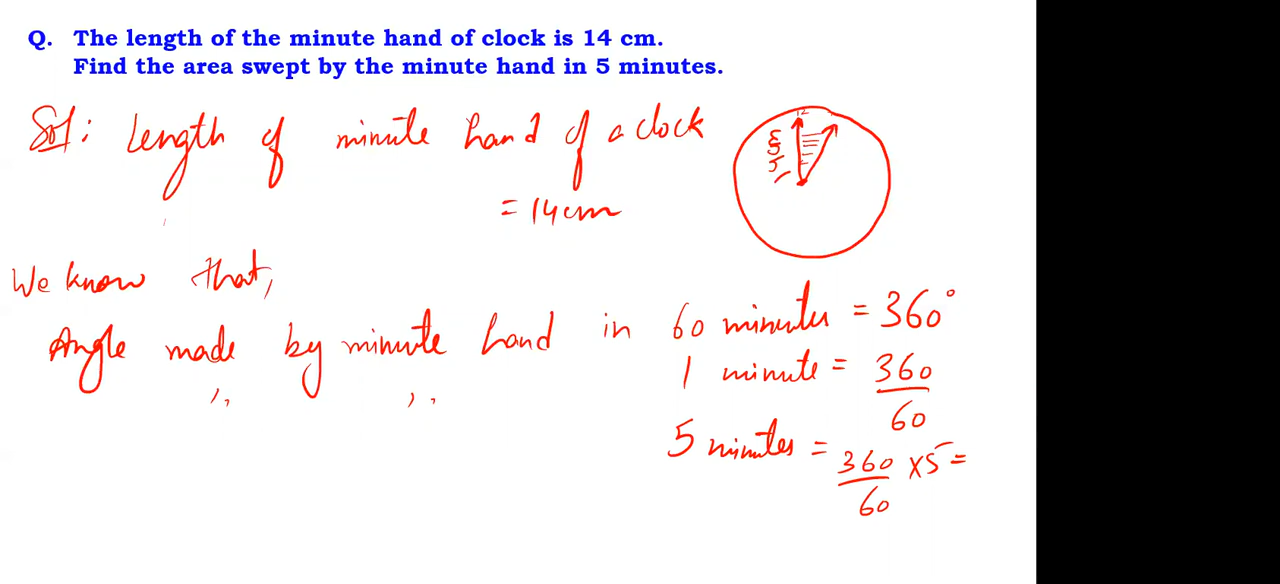 Q. The length of the minute hand of clock is 14 cm.
Find the area swept by the minute hand in 5 minutes.
Sol: Length of minute hand of a clock
= 14cm
12
We know that,
Angle made by minute hand in 60 minutes = 360°
,, ,, 1 minute = 360/60
5 minutes = 360/60 x5 =